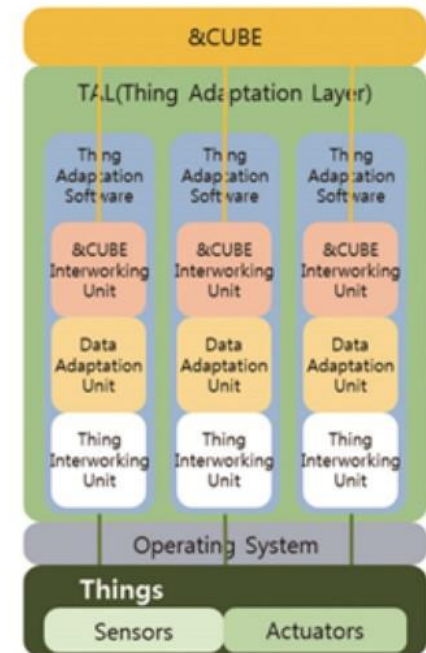 &CUBE
TAL(Thing Adaptation Layer)
Thing
Adaptation
Software
&CUBE
Interworking
Unit
Data
Adaptation
Unit
Thing
Interworking
Unit
Thing
Adaptation
Software
&CUBE
Interworking
Unit
Data
Adaptation
Unit
Thing
Interworking
Unit
Thing
Adaptation
Software
&CUBE
Interworking
Unit
Data
Adaptation
Unit
Thing
Interworking
Unit
Operating System
Things
Sensors
Actuators